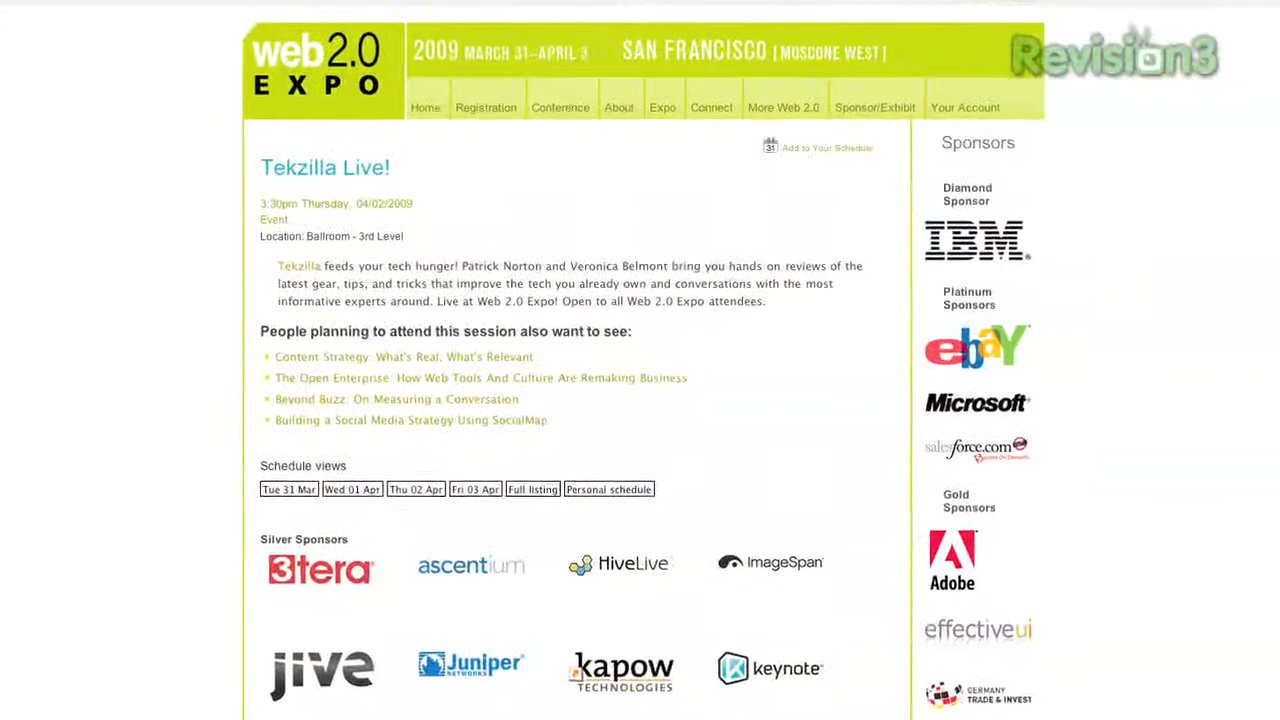 web 2.0
EXPO
2009 MARCH 31–APRIL 3 SAN FRANCISCO [MOSCONE WEST]
Revision3
Home Registration Conference About Expo Connect More Web 2.0 Sponsor/Exhibit Your Account
31 Add to Your Schedule
Tekzilla Live!
3:30pm Thursday, 04/02/2009
Event
Location: Ballroom - 3rd Level
Tekzilla feeds your tech hunger! Patrick Norton and Veronica Belmont bring you hands on reviews of the
latest gear, tips, and tricks that improve the tech you already own and conversations with the most
informative experts around. Live at Web 2.0 Expo! Open to all Web 2.0 Expo attendees.
People planning to attend this session also want to see:
Content Strategy: What's Real, What's Relevant
The Open Enterprise: How Web Tools And Culture Are Remaking Business
Beyond Buzz: On Measuring a Conversation
Building a Social Media Strategy Using SocialMap
Schedule views
Tue 31 Mar Wed 01 Apr Thu 02 Apr Fri 03 Apr Full listing Personal schedule
Silver Sponsors
3tera ascentium HiveLive ImageSpan
jive Juniper NETWORKS kapow TECHNOLOGIES keynote
Sponsors
Diamond
Sponsor
IBM
Platinum
Sponsors
ebay
Microsoft
salesforce.com
Success On Demand
Gold
Sponsors
Adobe
effectiveui
GERMANY
TRADE & INVEST